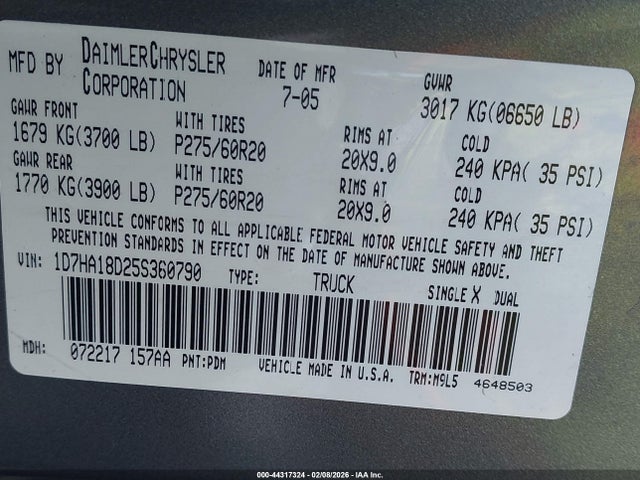 MFD BY DAIMLERCHRYSLER CORPORATION DATE OF MFR 7-05 GVWR 3017 KG(06650 LB)
GAWR FRONT WITH TIRES RIMS AT COLD
1679 KG(3700 LB) P275/60R20 20X9.0 240 KPA( 35 PSI)
GAWR REAR WITH TIRES RIMS AT COLD
1770 KG(3900 LB) P275/60R20 20X9.0 240 KPA( 35 PSI)
THIS VEHICLE CONFORMS TO ALL APPLICABLE FEDERAL MOTOR VEHICLE SAFETY AND THEFT
PREVENTION STANDARDS IN EFFECT ON THE DATE OF MANUFACTURE SHOWN ABOVE.
VIN: 1D7HA18D25S360790 TYPE: TRUCK SINGLE X DUAL
MDH: 072217 157AA PNT:PDM VEHICLE MADE IN U.S.A. TRM:M9L5 4648503
000-44317324 | 02/08/2026 - IAA Inc.